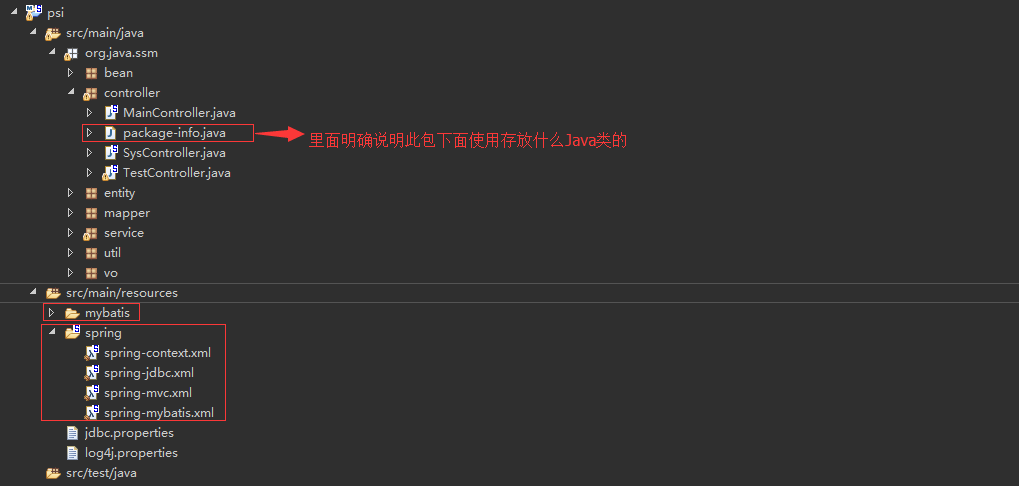 psi
src/main/java
org.java.ssm
bean
controller
MainController.java
package-info.java 里面明确说明此包下面使用存放什么Java类的
SysController.java
TestController.java
entity
mapper
service
util
vo
src/main/resources
mybatis
spring
spring-context.xml
spring-jdbc.xml
spring-mvc.xml
spring-mybatis.xml
jdbc.properties
log4j.properties
src/test/java